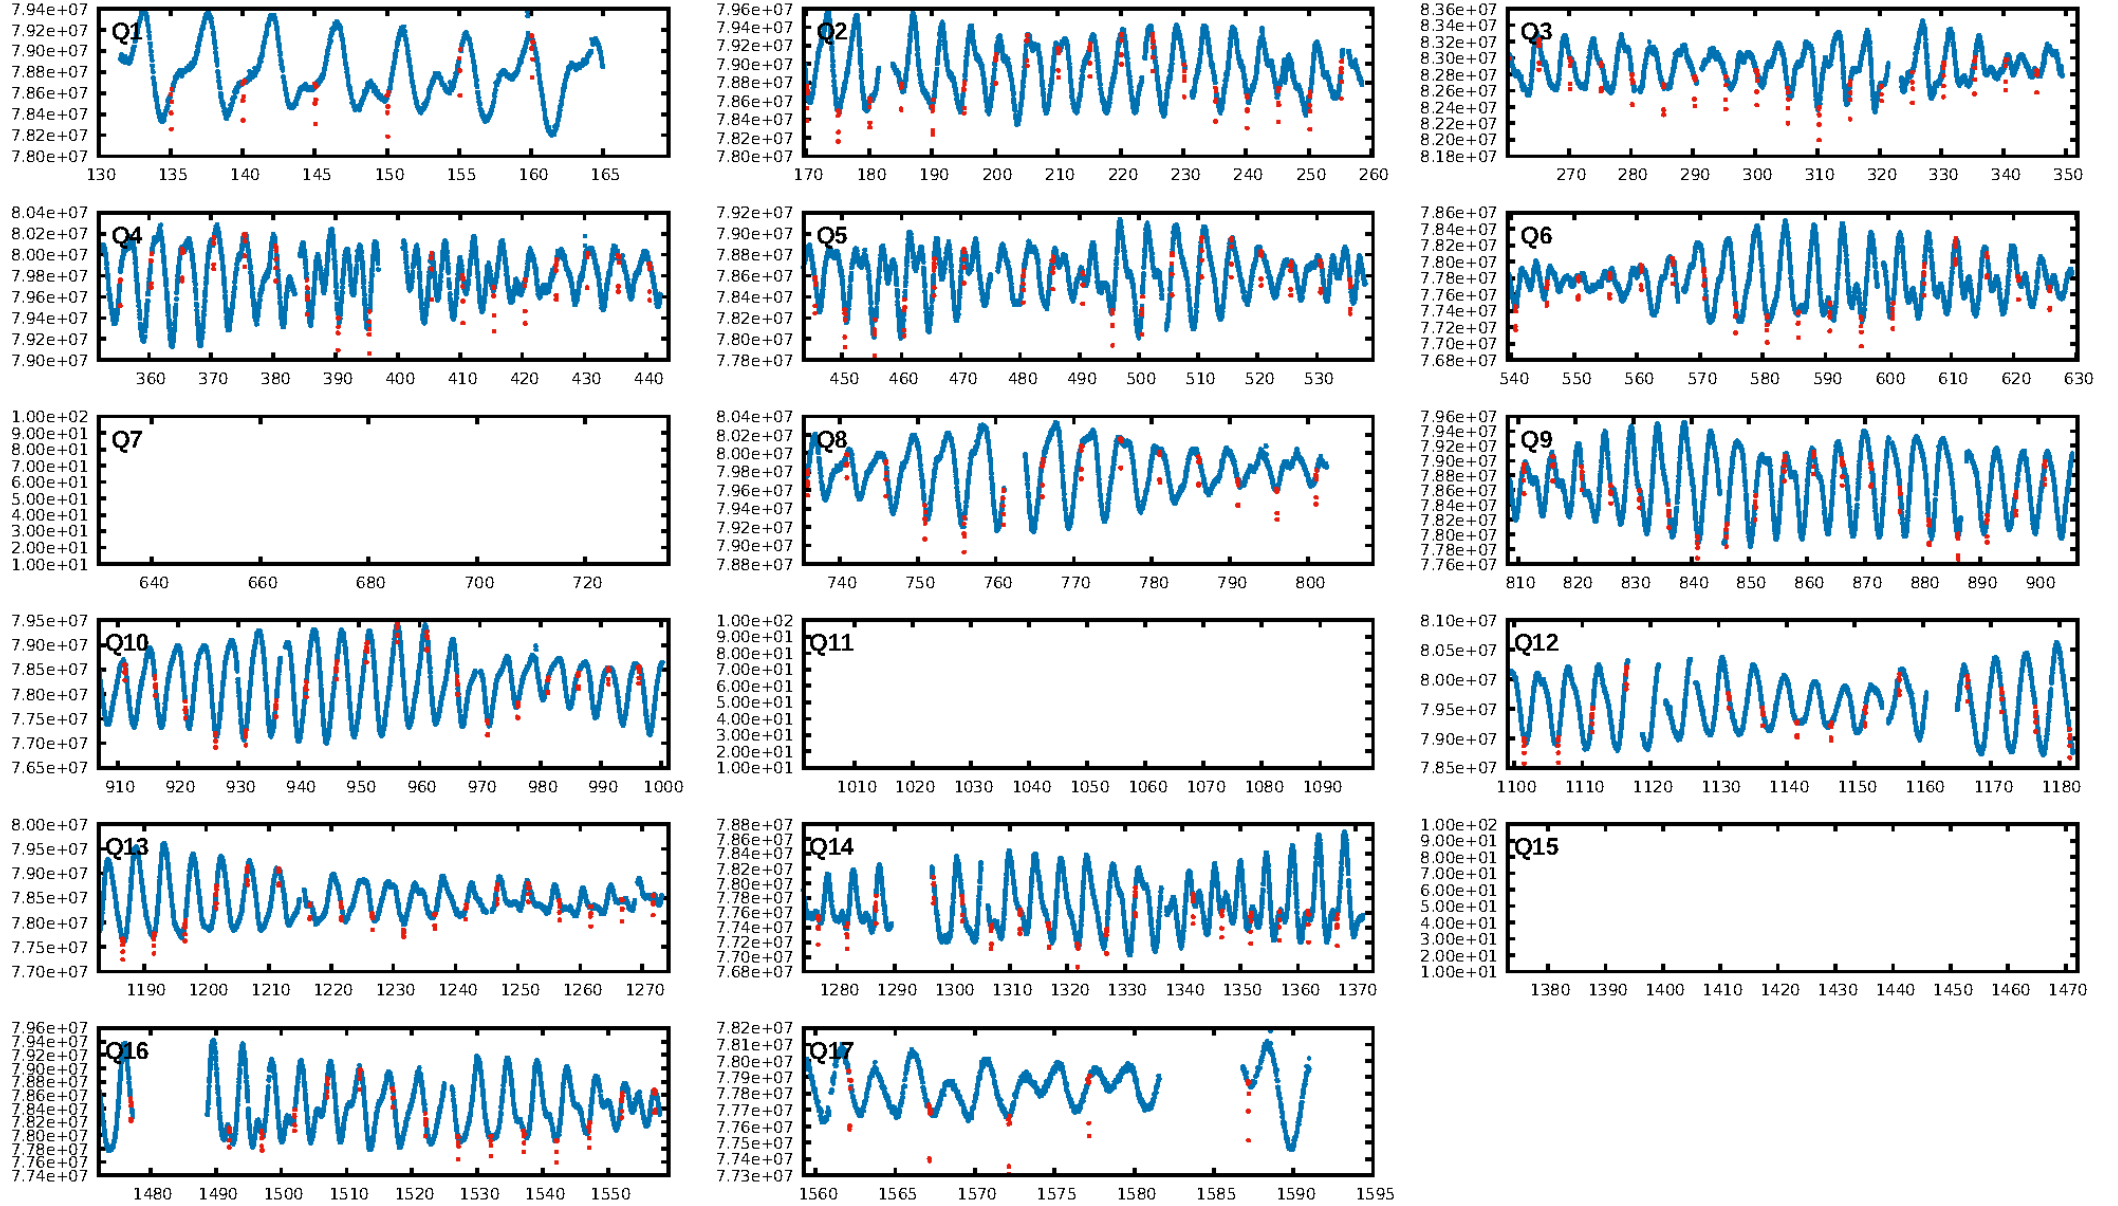 7.94e+07
7.92e+07
7.90e+07
7.88e+07
7.86e+07
7.84e+07
7.82e+07
7.80e+07
Q1
130 135 140 145 150 155 160 165
7.96e+07
7.94e+07
7.92e+07
7.90e+07
7.88e+07
7.86e+07
7.84e+07
7.82e+07
7.80e+07
Q2
170 180 190 200 210 220 230 240 250 260
8.36e+07
8.34e+07
8.32e+07
8.30e+07
8.28e+07
8.26e+07
8.24e+07
8.22e+07
8.20e+07
8.18e+07
Q3
270 280 290 300 310 320 330 340 350
8.04e+07
8.02e+07
8.00e+07
7.98e+07
7.96e+07
7.94e+07
7.92e+07
7.90e+07
Q4
360 370 380 390 400 410 420 430 440
7.92e+07
7.90e+07
7.88e+07
7.86e+07
7.84e+07
7.82e+07
7.80e+07
7.78e+07
Q5
450 460 470 480 490 500 510 520 530
7.86e+07
7.84e+07
7.82e+07
7.80e+07
7.78e+07
7.76e+07
7.74e+07
7.72e+07
7.70e+07
7.68e+07
Q6
540 550 560 570 580 590 600 610 620 630
1.00e+02
9.00e+01
8.00e+01
7.00e+01
6.00e+01
5.00e+01
4.00e+01
3.00e+01
2.00e+01
1.00e+01
Q7
640 660 680 700 720
8.04e+07
8.02e+07
8.00e+07
7.98e+07
7.96e+07
7.94e+07
7.92e+07
7.90e+07
7.88e+07
Q8
740 750 760 770 780 790 800
7.96e+07
7.94e+07
7.92e+07
7.90e+07
7.88e+07
7.86e+07
7.84e+07
7.82e+07
7.80e+07
7.78e+07
7.76e+07
Q9
810 820 830 840 850 860 870 880 890 900
7.95e+07
7.90e+07
7.85e+07
7.80e+07
7.75e+07
7.70e+07
7.65e+07
Q10
910 920 930 940 950 960 970 980 990 1000
1.00e+02
9.00e+01
8.00e+01
7.00e+01
6.00e+01
5.00e+01
4.00e+01
3.00e+01
2.00e+01
1.00e+01
Q11
1010 1020 1030 1040 1050 1060 1070 1080 1090
8.10e+07
8.05e+07
8.00e+07
7.95e+07
7.90e+07
7.85e+07
Q12
1100 1110 1120 1130 1140 1150 1160 1170 1180
8.00e+07
7.95e+07
7.90e+07
7.85e+07
7.80e+07
7.75e+07
7.70e+07
Q13
1190 1200 1210 1220 1230 1240 1250 1260 1270
7.88e+07
7.86e+07
7.84e+07
7.82e+07
7.80e+07
7.78e+07
7.76e+07
7.74e+07
7.72e+07
7.70e+07
7.68e+07
Q14
1280 1290 1300 1310 1320 1330 1340 1350 1360 1370
1.00e+02
9.00e+01
8.00e+01
7.00e+01
6.00e+01
5.00e+01
4.00e+01
3.00e+01
2.00e+01
1.00e+01
Q15
1380 1390 1400 1410 1420 1430 1440 1450 1460 1470
7.96e+07
7.94e+07
7.92e+07
7.90e+07
7.88e+07
7.86e+07
7.84e+07
7.82e+07
7.80e+07
7.78e+07
7.76e+07
7.74e+07
Q16
1480 1490 1500 1510 1520 1530 1540 1550
7.82e+07
7.81e+07
7.80e+07
7.79e+07
7.78e+07
7.77e+07
7.76e+07
7.75e+07
7.74e+07
7.73e+07
Q17
1560 1565 1570 1575 1580 1585 1590 1595